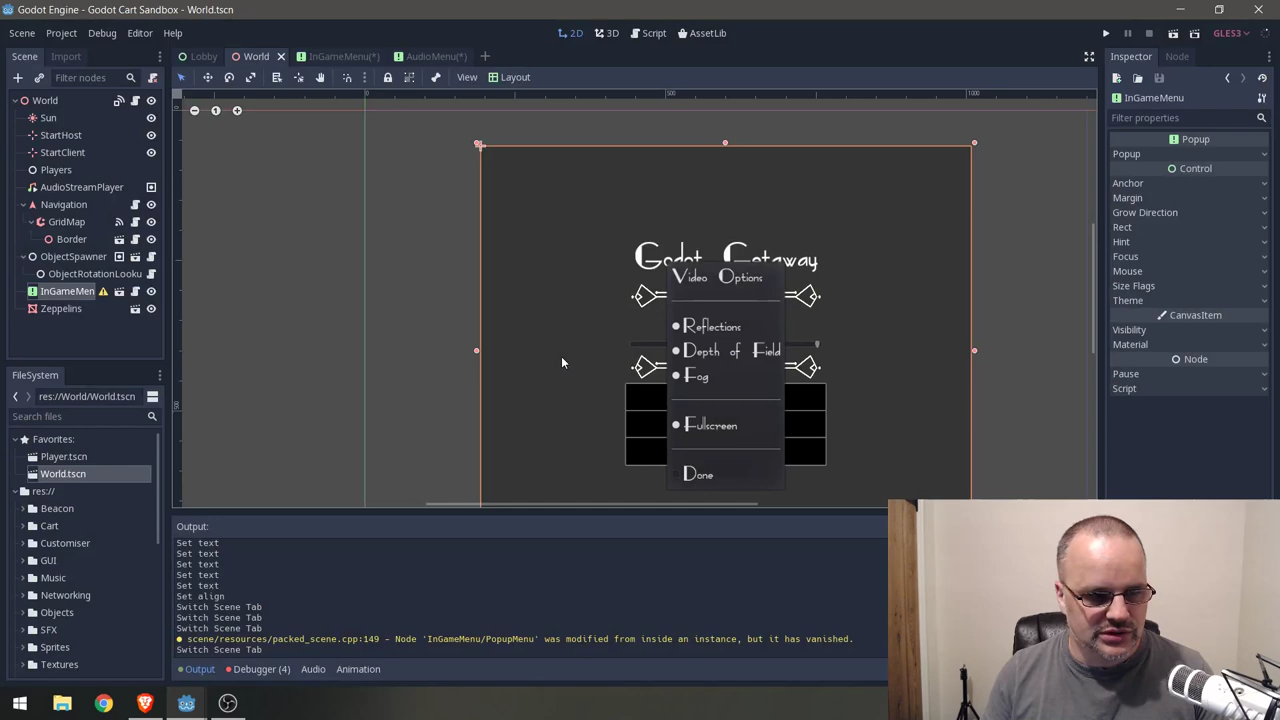 Godot Engine - Godot Cart Sandbox - World.tscn
Scene Project Debug Editor Help
2D 3D Script AssetLib
GLES3
Scene Import
Lobby World InGameMenu(*) AudioMenu(*)
Inspector Node
Filter nodes
View Layout
InGameMenu
Filter properties
World
Sun
StartHost
StartClient
Players
AudioStreamPlayer
Navigation
GridMap
Border
ObjectSpawner
ObjectRotationLooku
InGameMen
Zeppelins
0 500 1000
Popup
Popup
Control
Anchor
Margin
Grow Direction
Rect
Hint
Focus
Mouse
Size Flags
Theme
CanvasItem
Visibility
Material
Node
Pause
Script
Godot Getaway
Video Options
Reflections
Depth of Field
Fog
Fullscreen
Done
FileSystem
res://World/World.tscn
Search files
Favorites:
Player.tscn
World.tscn
res://
Beacon
Cart
Customiser
GUI
Music
Networking
Objects
SFX
Sprites
Textures
Output:
Set text
Set text
Set text
Set text
Set text
Set align
Switch Scene Tab
Switch Scene Tab
Switch Scene Tab
scene/resources/packed_scene.cpp:149 - Node 'InGameMenu/PopupMenu' was modified from inside an instance, but it has vanished.
Switch Scene Tab
Output Debugger (4) Audio Animation